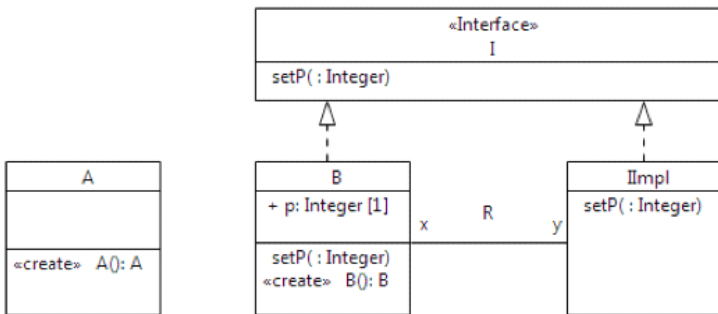 «Interface»
I
setP( : Integer)
A
«create» A(): A
B
+ p: Integer [1]
setP( : Integer)
«create» B(): B
x
R
y
IImpl
setP( : Integer)